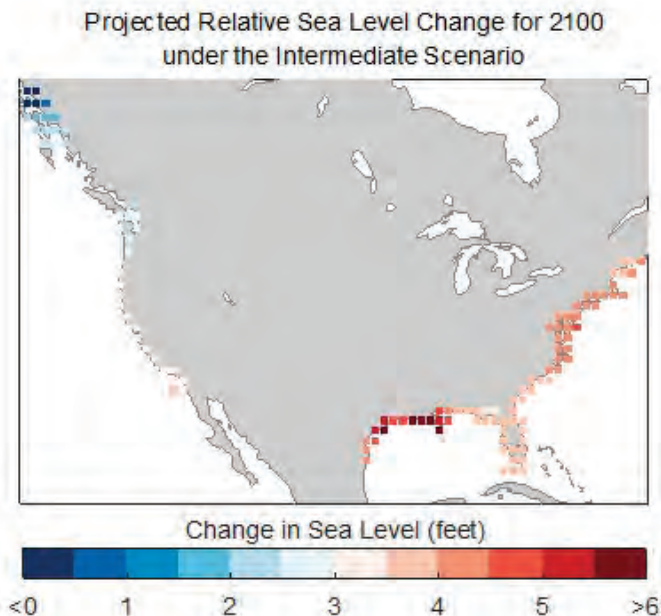 Projected Relative Sea Level Change for 2100
under the Intermediate Scenario
Change in Sea Level (feet)
<0 1 2 3 4 5 >6